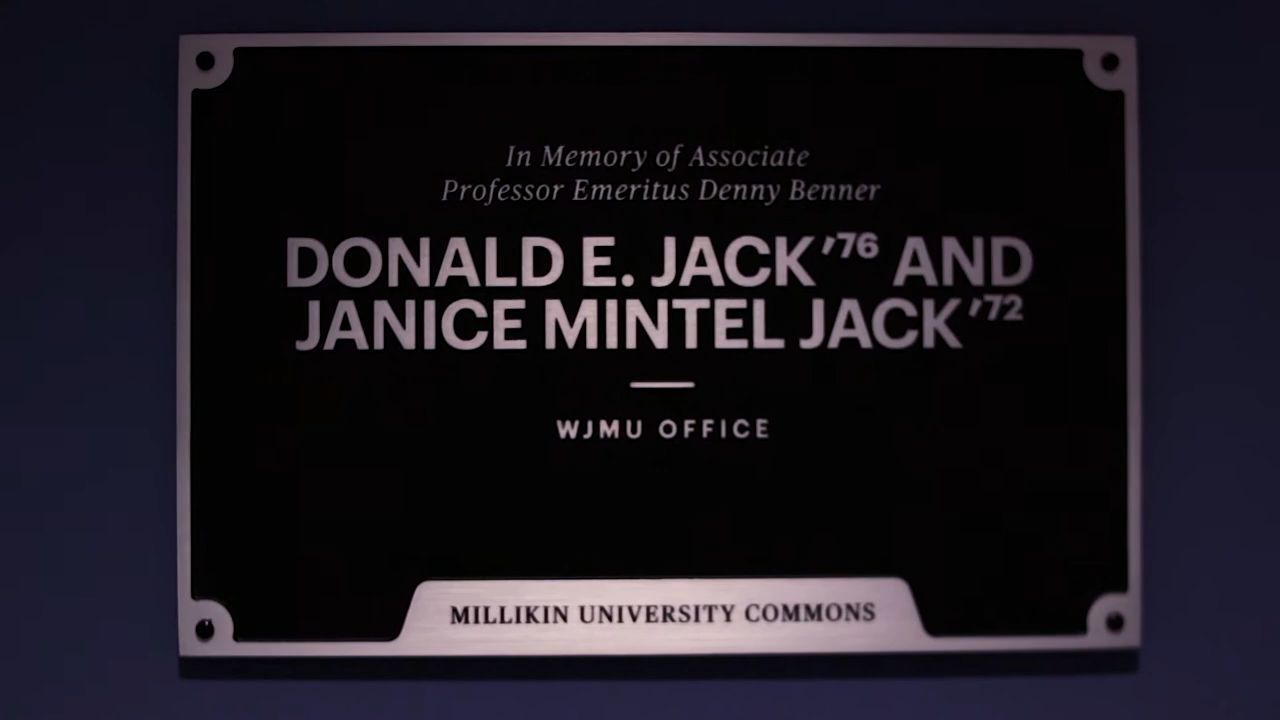 In Memory of Associate
Professor Emeritus Denny Benner
DONALD E. JACK ’76 AND
JANICE MINTEL JACK ’72
WJMU OFFICE
MILLIKIN UNIVERSITY COMMONS